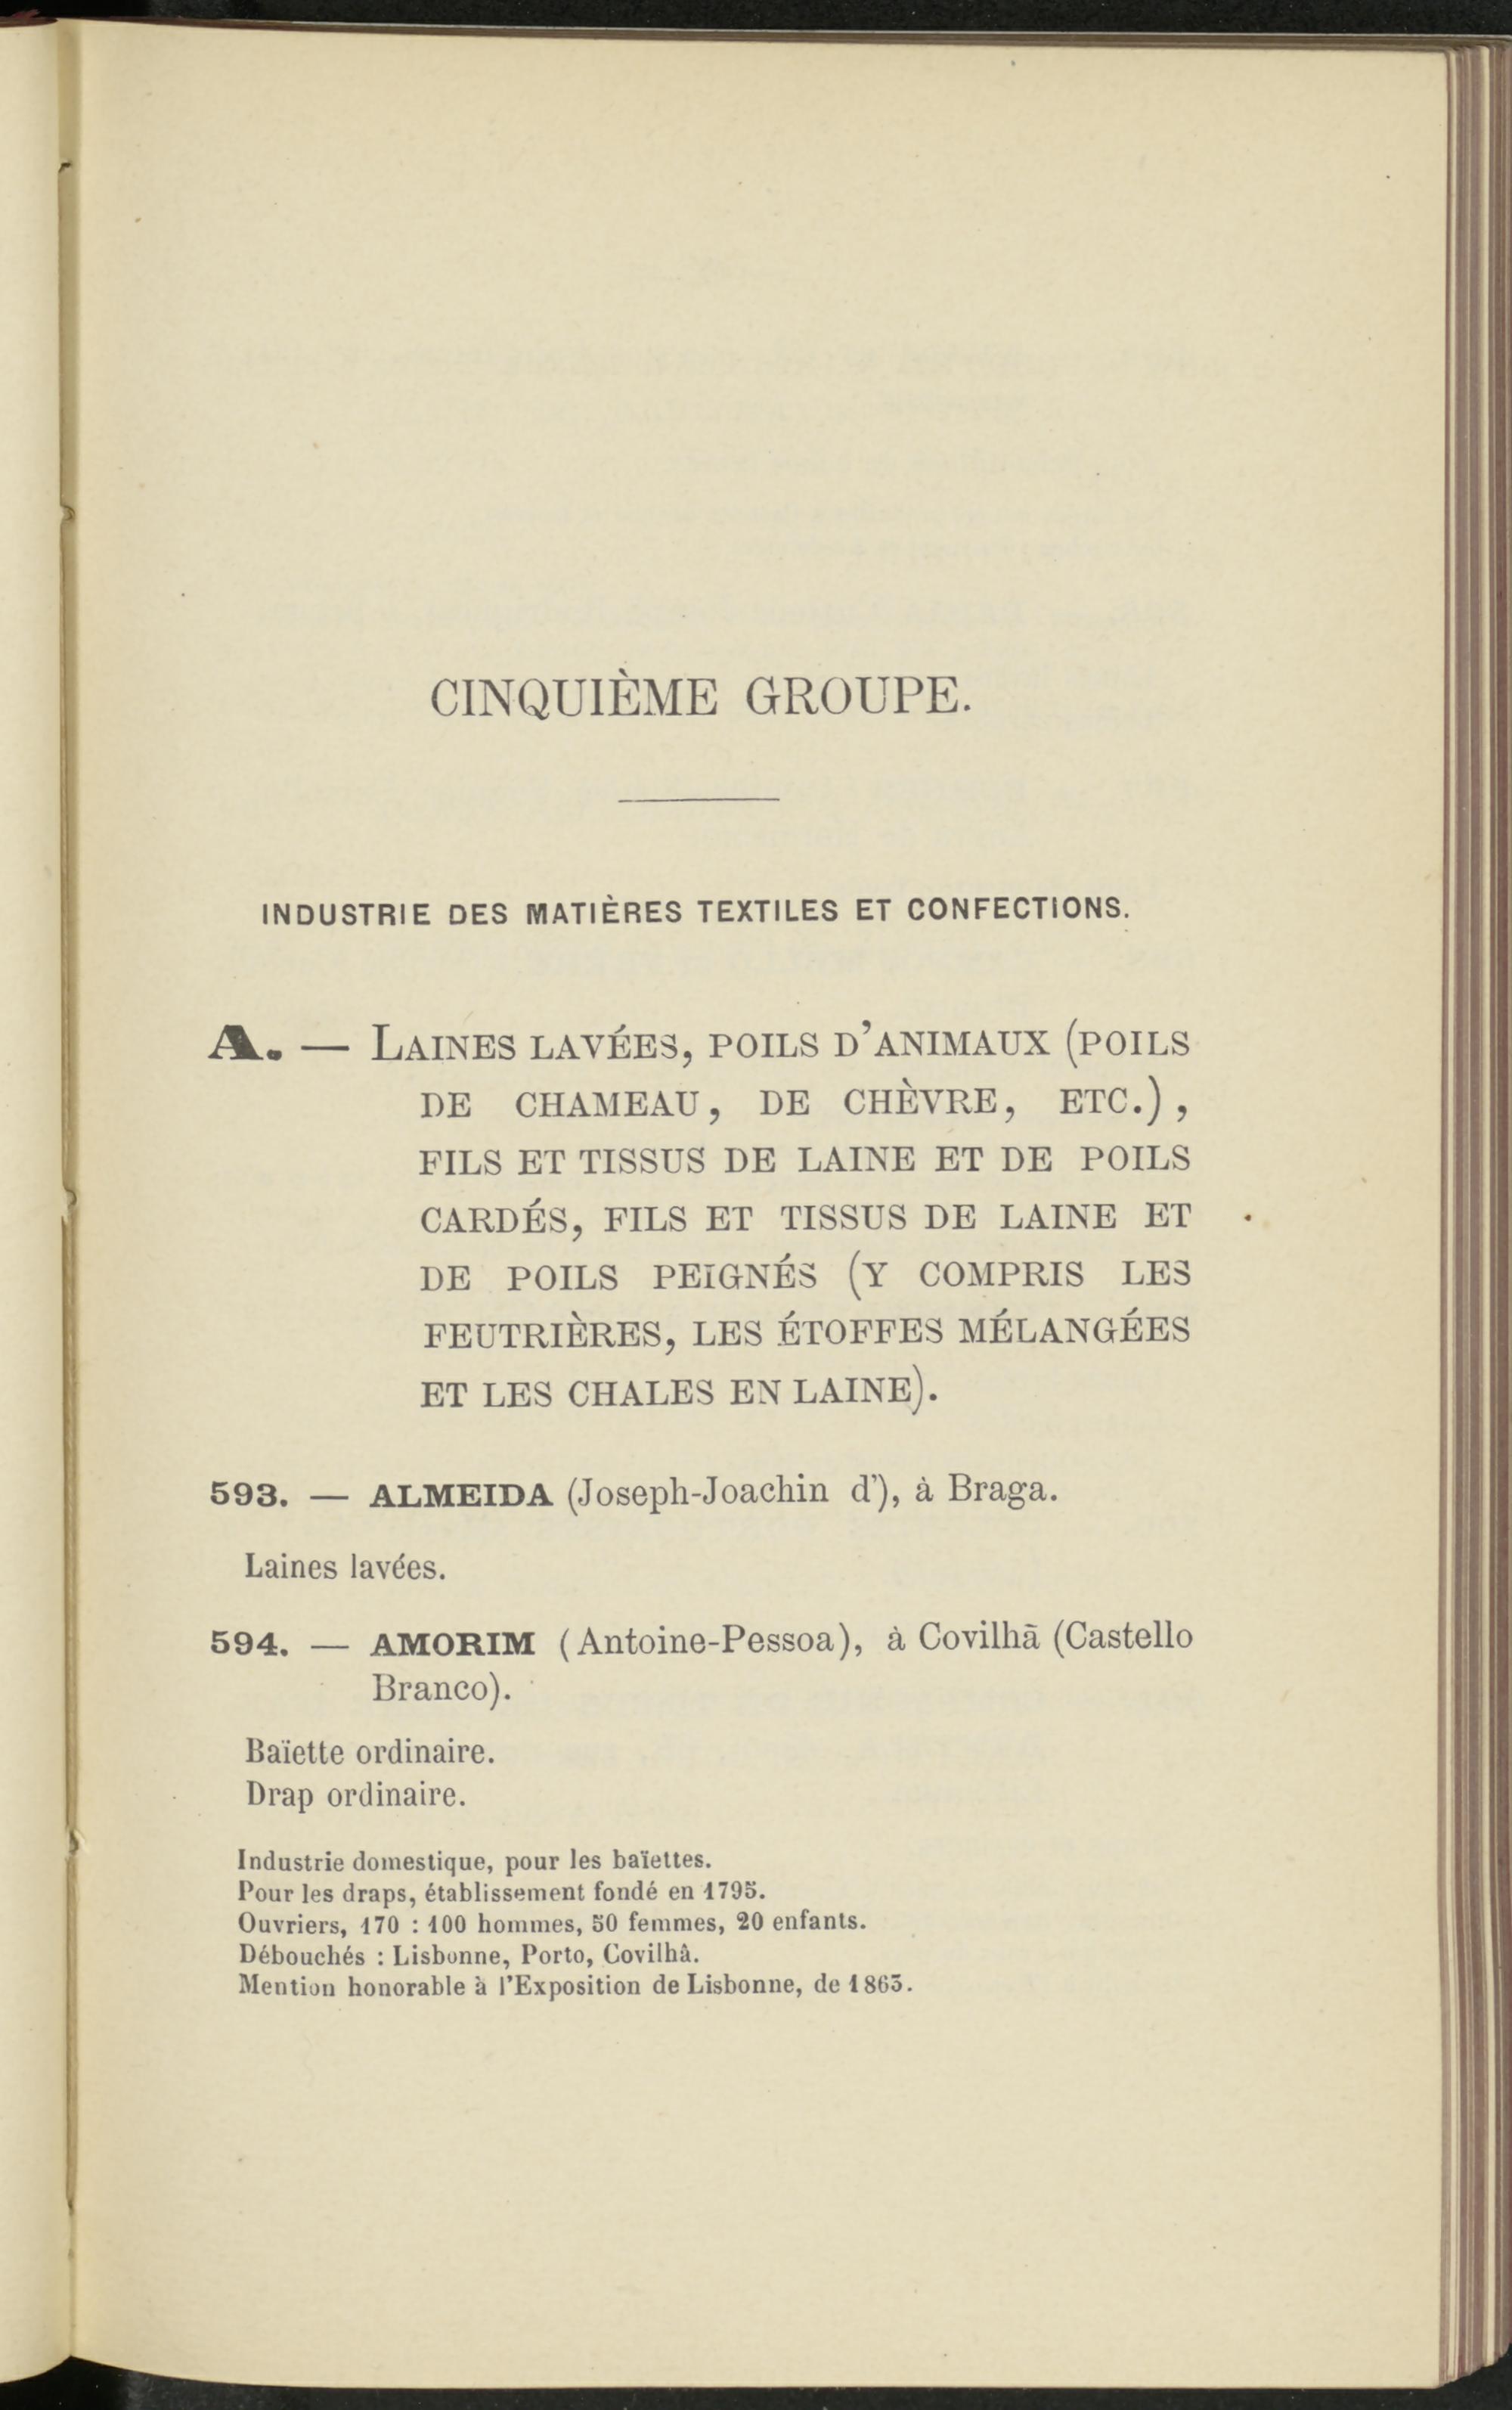 CINQUIÈME GROUPE.
INDUSTRIE DES MATIÈRES TEXTILES ET CONFECTIONS.
A. — LAINES LAVÉES, POILS D'ANIMAUX (POILS
DE CHAMEAU, DE CHÈVRE, ETC.),
FILS ET TISSUS DE LAINE ET DE POILS
CARDÉS, FILS ET TISSUS DE LAINE ET
DE POILS PEIGNÉS (Y COMPRIS LES
FEUTRIÈRES, LES ÉTOFFES MÉLANGÉES
ET LES CHALES EN LAINE).
593. — ALMEIDA (Joseph-Joachin d'), à Braga.
Laines lavées.
594. — AMORIM (Antoine-Pessoa), à Covilhã (Castello
Branco).
Baïette ordinaire.
Drap ordinaire.
Industrie domestique, pour les baïettes.
Pour les draps, établissement fondé en 1795.
Ouvriers, 170 : 100 hommes, 50 femmes, 20 enfants.
Débouchés : Lisbonne, Porto, Covilhâ.
Mention honorable à l'Exposition de Lisbonne, de 1863.